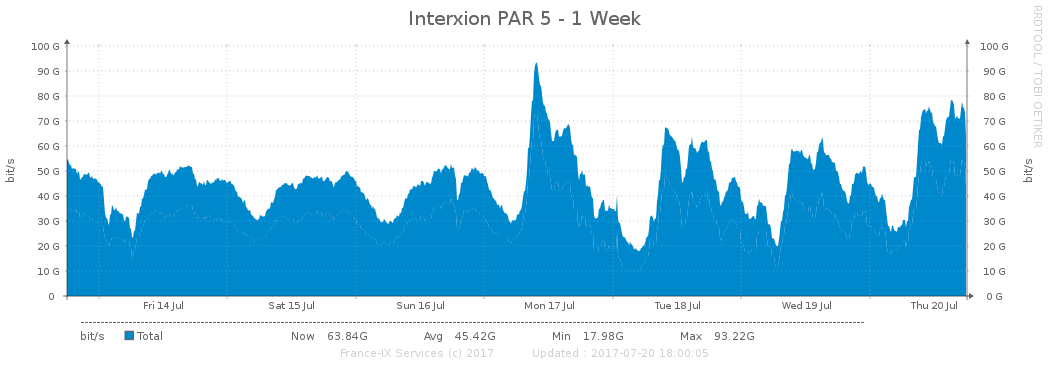 Interxion PAR 5 - 1 Week
RRDTOOL / TOBI OETIKER
bit/s
100 G 100 G
90 G 90 G
80 G 80 G
70 G 70 G
60 G 60 G
50 G 50 G
40 G 40 G
30 G 30 G
20 G 20 G
10 G 10 G
0 0 G
bit/s
Fri 14 Jul Sat 15 Jul Sun 16 Jul Mon 17 Jul Tue 18 Jul Wed 19 Jul Thu 20 Jul
bit/s Total Now 63.84G Avg 45.42G Min 17.98G Max 93.22G
France-IX Services (c) 2017 Updated : 2017-07-20 18:00:05